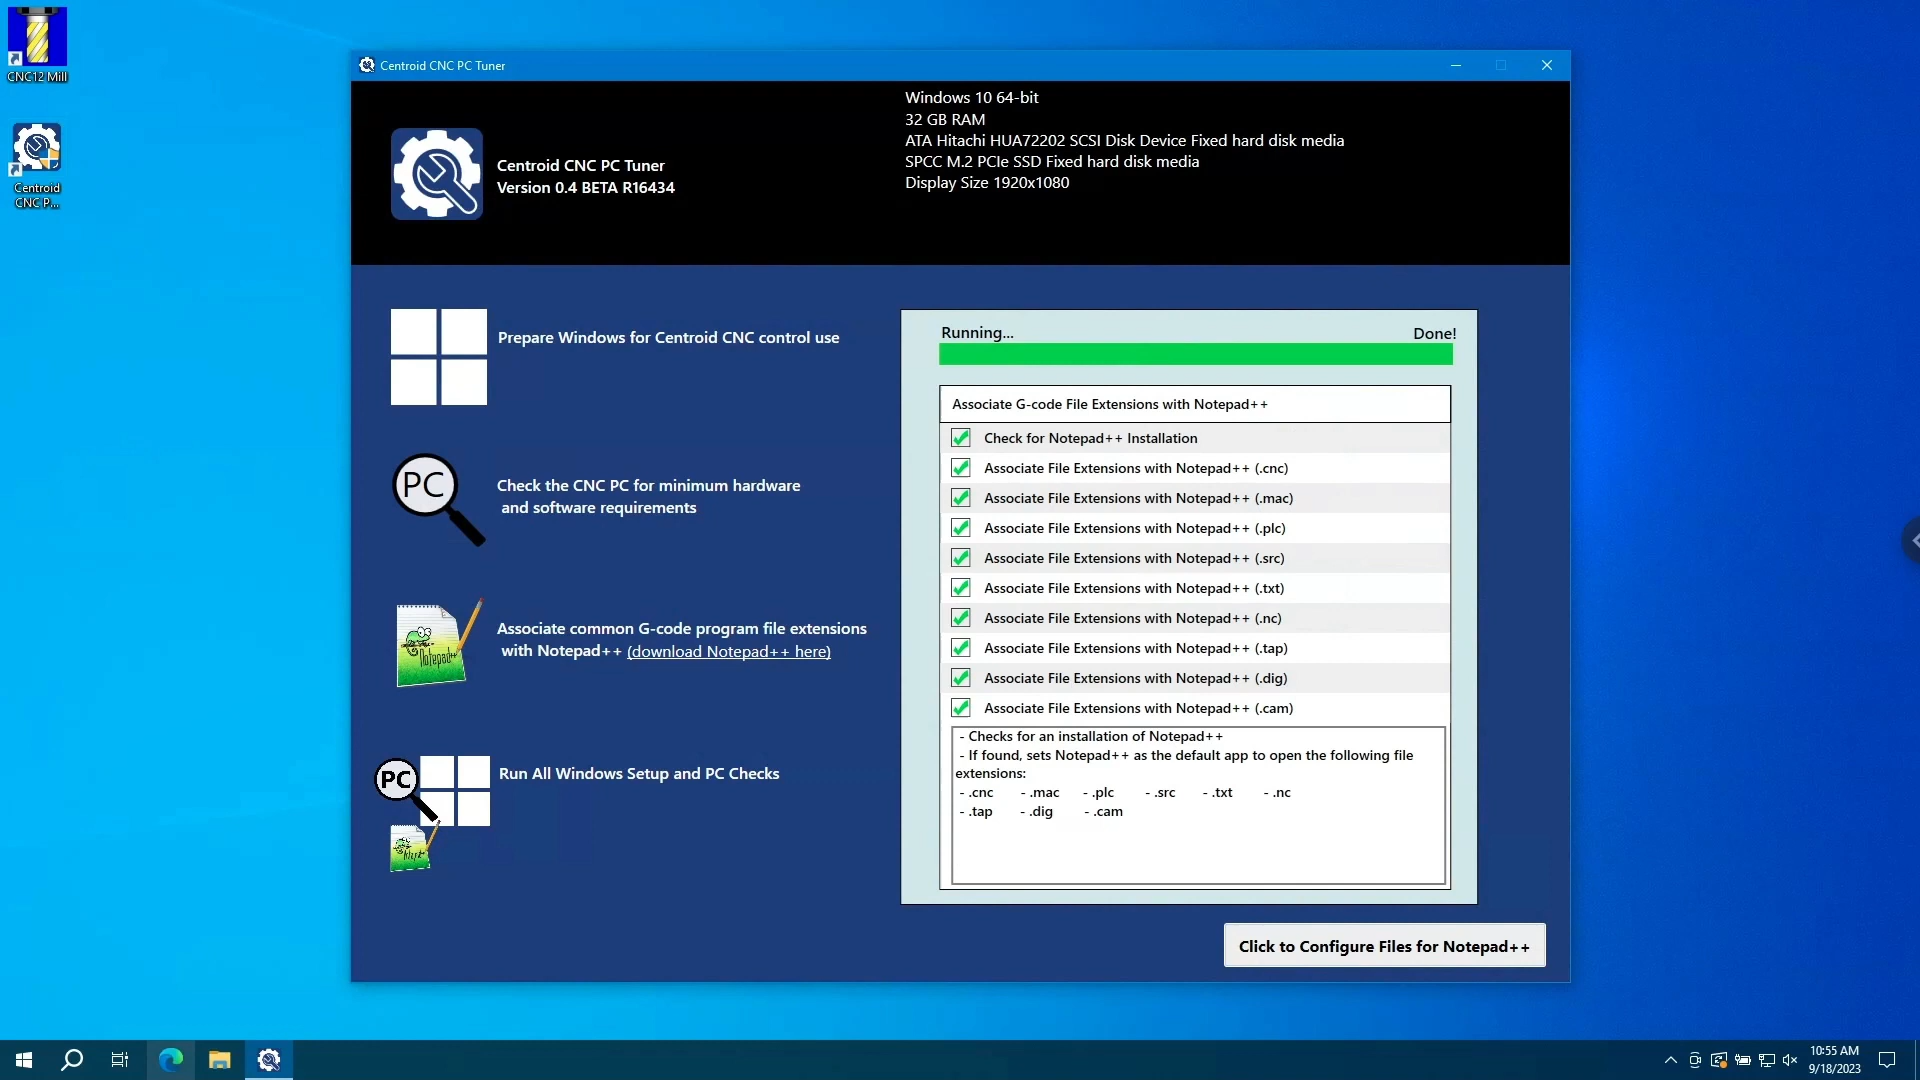 CNC12 Mill
Centroid
CNC P...
Centroid CNC PC Tuner
Centroid CNC PC Tuner
Version 0.4 BETA R16434
Windows 10 64-bit
32 GB RAM
ATA Hitachi HUA72202 SCSI Disk Device Fixed hard disk media
SPCC M.2 PCIe SSD Fixed hard disk media
Display Size 1920x1080
Prepare Windows for Centroid CNC control use
PC
Check the CNC PC for minimum hardware
and software requirements
Notepad++
Associate common G-code program file extensions
with Notepad++ (download Notepad++ here)
PC
Run All Windows Setup and PC Checks
Running...
Done!
Associate G-code File Extensions with Notepad++
Check for Notepad++ Installation
Associate File Extensions with Notepad++ (.cnc)
Associate File Extensions with Notepad++ (.mac)
Associate File Extensions with Notepad++ (.plc)
Associate File Extensions with Notepad++ (.src)
Associate File Extensions with Notepad++ (.txt)
Associate File Extensions with Notepad++ (.nc)
Associate File Extensions with Notepad++ (.tap)
Associate File Extensions with Notepad++ (.dig)
Associate File Extensions with Notepad++ (.cam)
- Checks for an installation of Notepad++
- If found, sets Notepad++ as the default app to open the following file
extensions:
- .cnc - .mac - .plc - .src - .txt - .nc
- .tap - .dig - .cam
Click to Configure Files for Notepad++
10:55 AM
9/18/2023